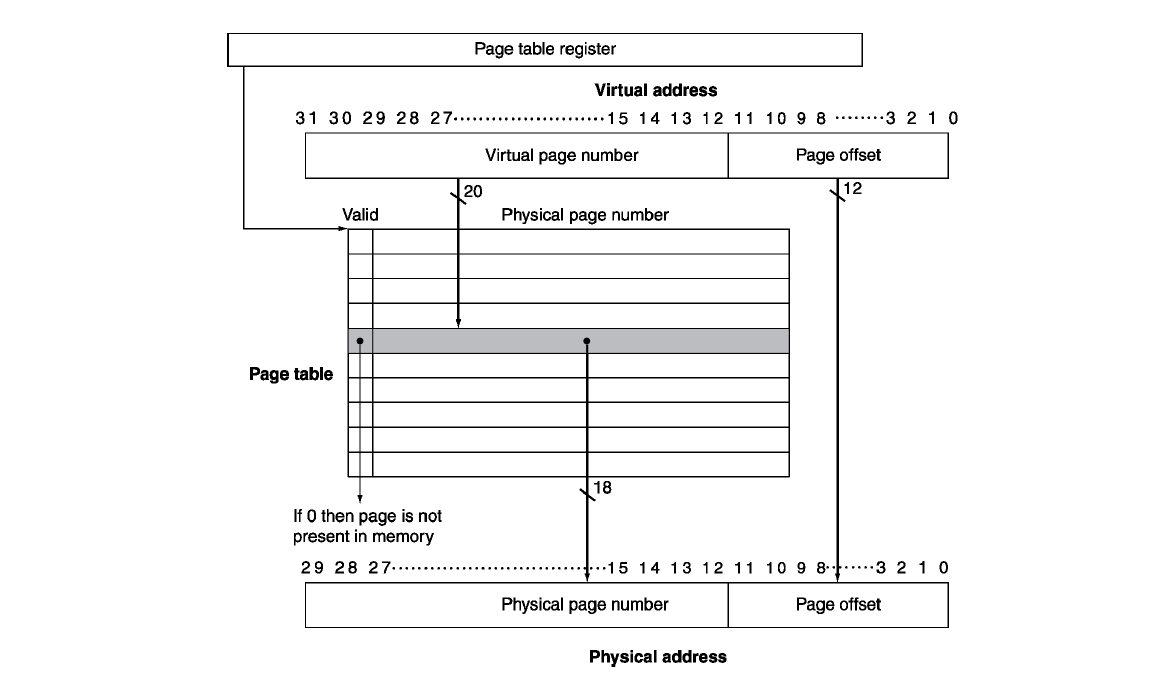 Page table register
Virtual address
31 30 29 28 27·······················15 14 13 12 11 10 9 8 ········3 2 1 0
Virtual page number Page offset
20 12
Valid Physical page number
Page table
18
If 0 then page is not
present in memory
29 28 27································15 14 13 12 11 10 9 8········3 2 1 0
Physical page number Page offset
Physical address